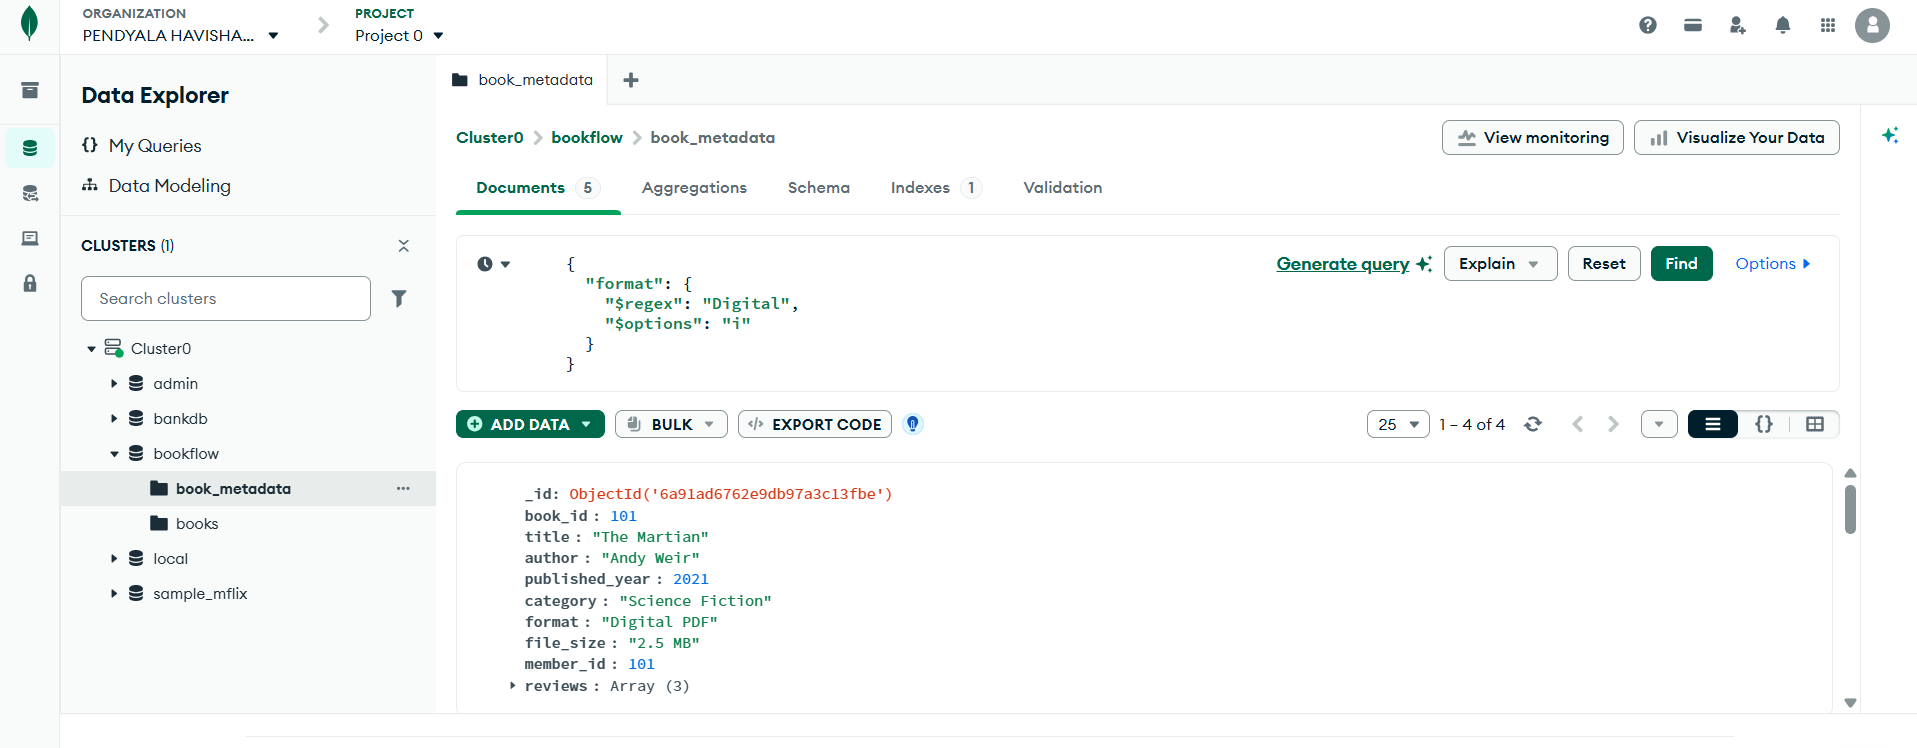 ORGANIZATION
PENDYALA HAVISHA...
PROJECT
Project 0
Data Explorer
My Queries
Data Modeling
CLUSTERS (1)
Search clusters
Cluster0
admin
bankdb
bookflow
book_metadata
books
local
sample_mflix
book_metadata
Cluster0 > bookflow > book_metadata
View monitoring
Visualize Your Data
Documents 5
Aggregations
Schema
Indexes 1
Validation
{
"format": {
"$regex": "Digital",
"$options": "i"
}
}
Generate query
Explain
Reset
Find
Options
ADD DATA
BULK
EXPORT CODE
25
1 – 4 of 4
{}
_id: ObjectId('6a91ad6762e9db97a3c13fbe')
book_id : 101
title : "The Martian"
author : "Andy Weir"
published_year : 2021
category : "Science Fiction"
format : "Digital PDF"
file_size : "2.5 MB"
member_id : 101
reviews : Array (3)